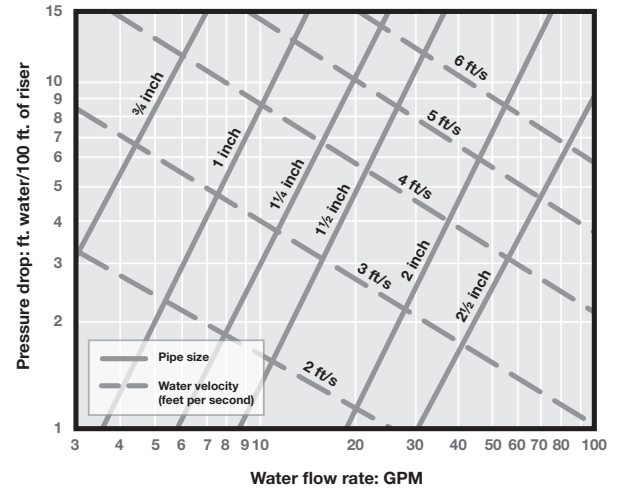 15
10
9
8
7
6
5
4
3
2
1
Pressure drop: ft. water/100 ft. of riser
¾ inch
1 inch
1¼ inch
1½ inch
2 inch
2½ inch
6 ft/s
5 ft/s
4 ft/s
3 ft/s
2 ft/s
Pipe size
Water velocity
(feet per second)
3 4 5 6 7 8 9 10 20 30 40 50 60 70 80 100
Water flow rate: GPM